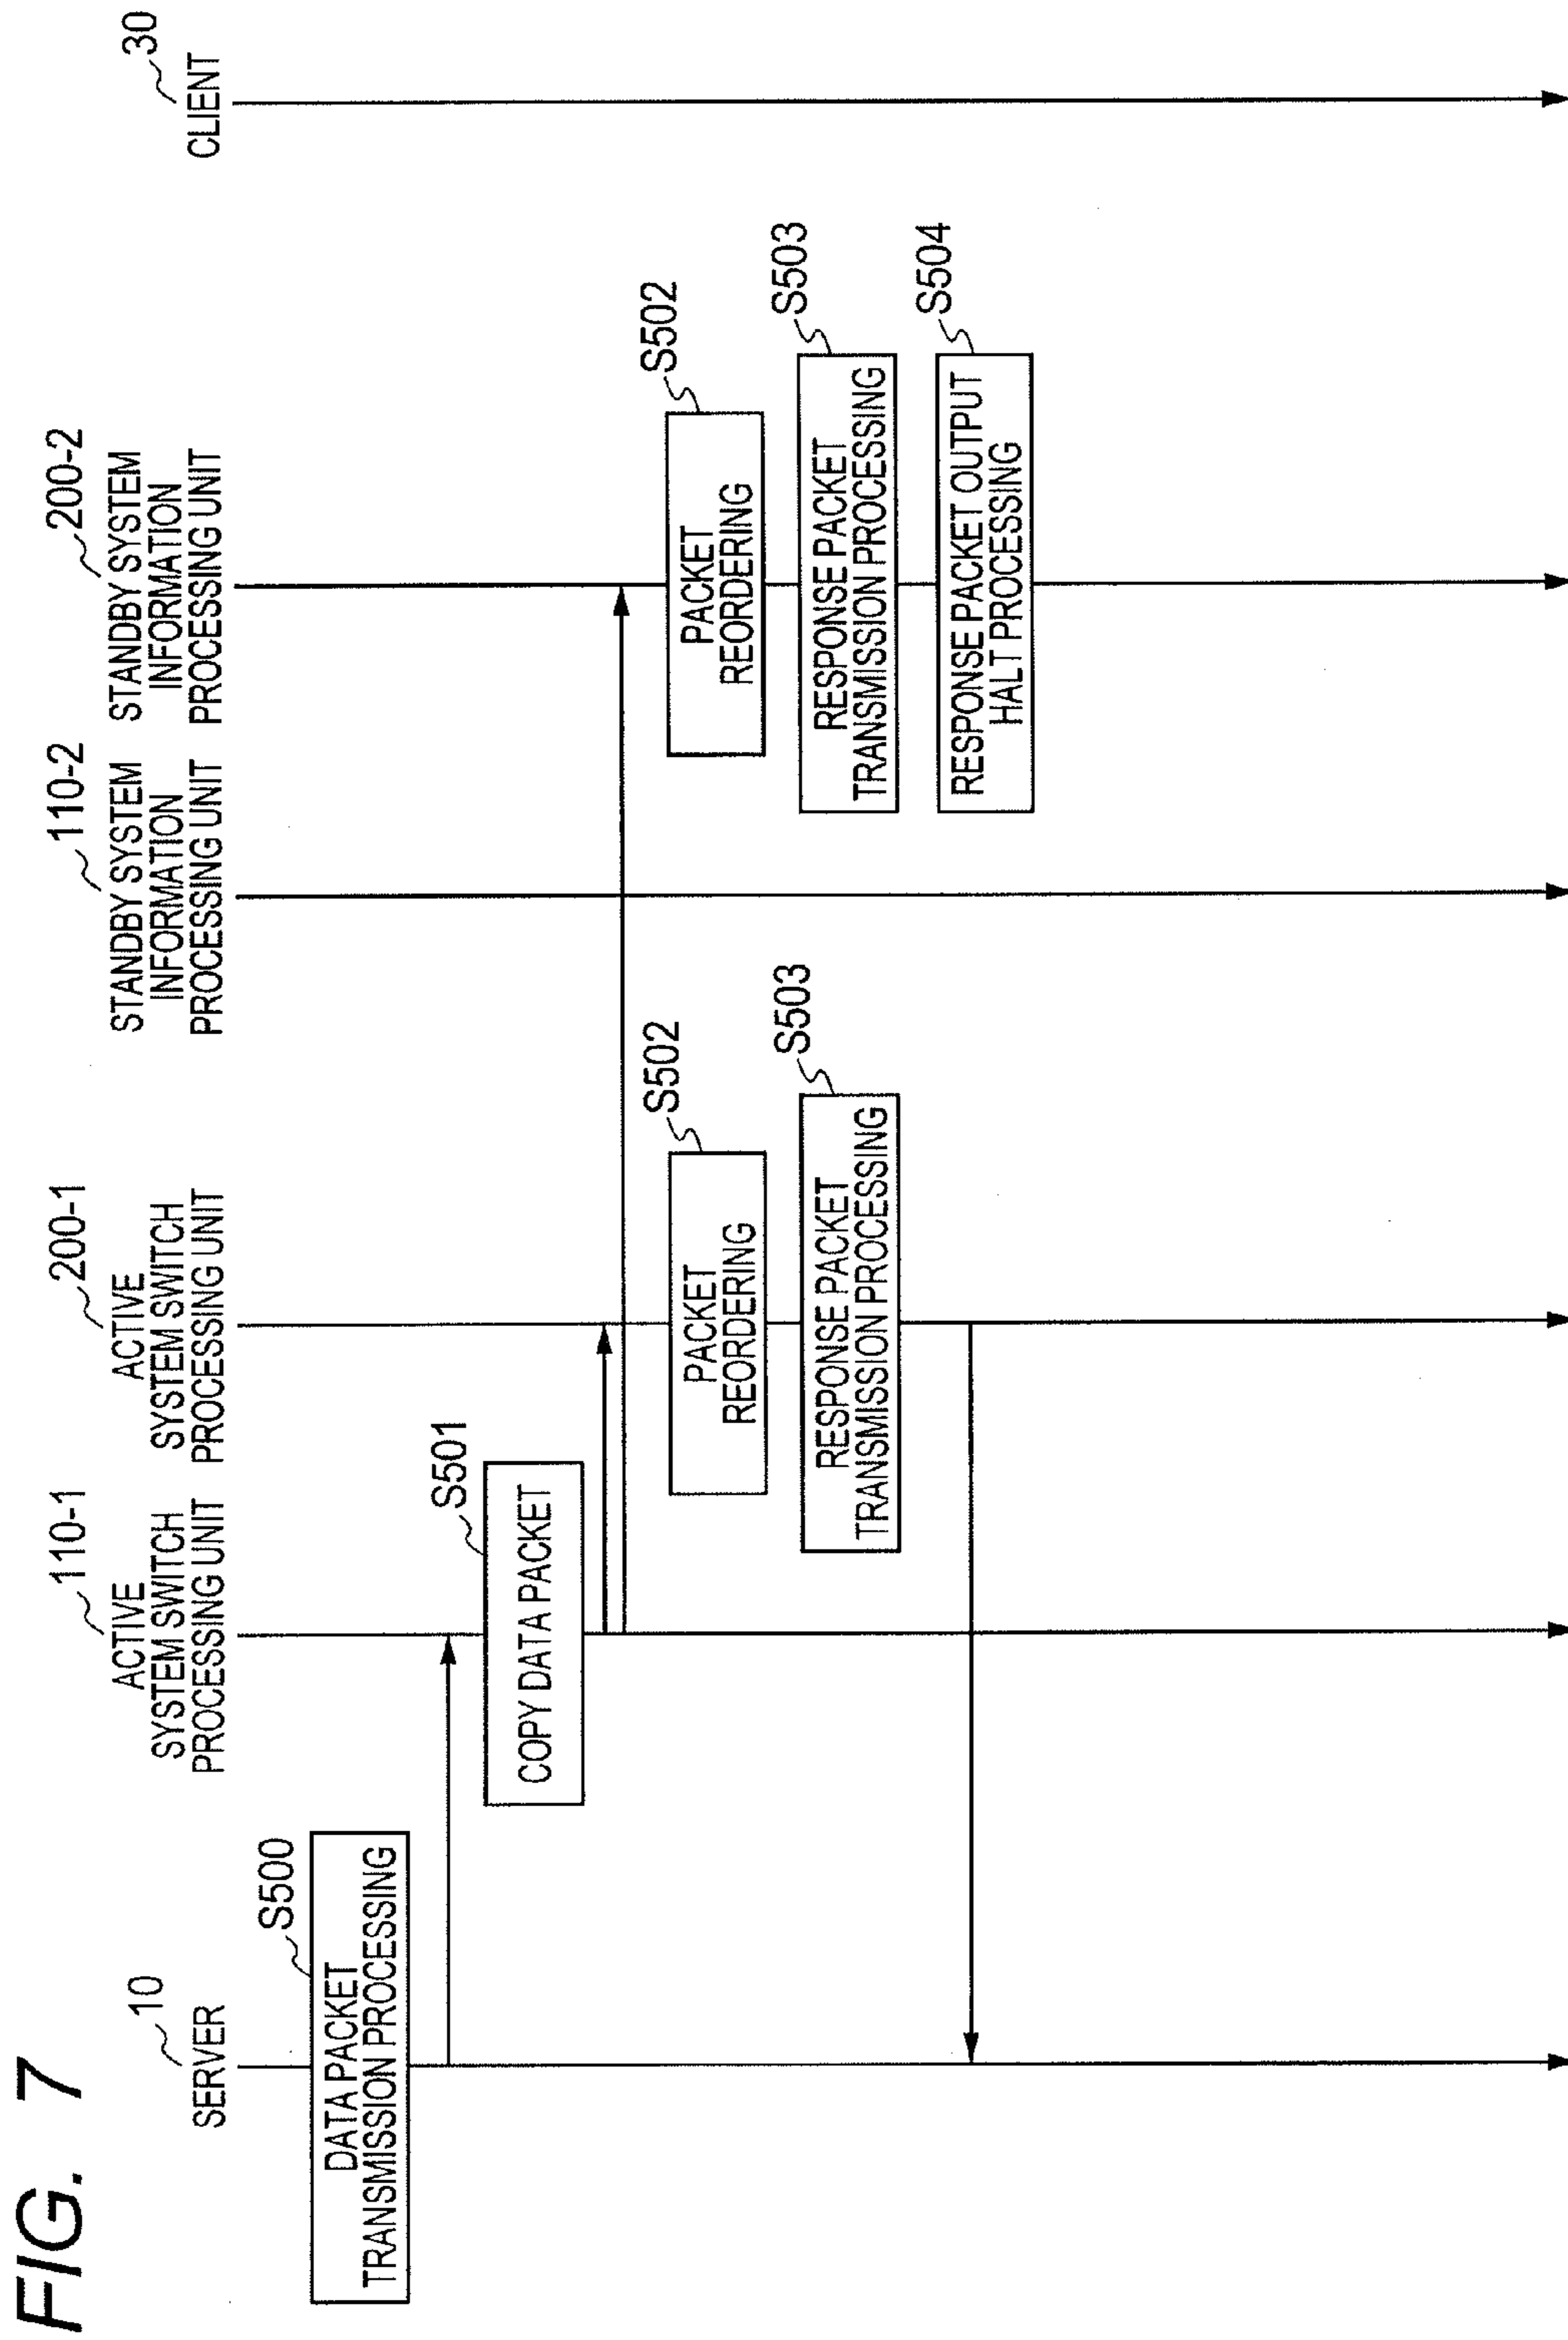 FIG. 7
10
SERVER
110-1
ACTIVE
SYSTEM SWITCH
PROCESSING UNIT
200-1
ACTIVE
SYSTEM SWITCH
PROCESSING UNIT
110-2
STANDBY SYSTEM
INFORMATION
PROCESSING UNIT
200-2
STANDBY SYSTEM
INFORMATION
PROCESSING UNIT
30
CLIENT
S500
DATA PACKET
TRANSMISSION PROCESSING
S501
COPY DATA PACKET
S502
PACKET
REORDERING
S502
PACKET
REORDERING
S503
RESPONSE PACKET
TRANSMISSION PROCESSING
S503
RESPONSE PACKET
TRANSMISSION PROCESSING
S504
RESPONSE PACKET OUTPUT
HALT PROCESSING